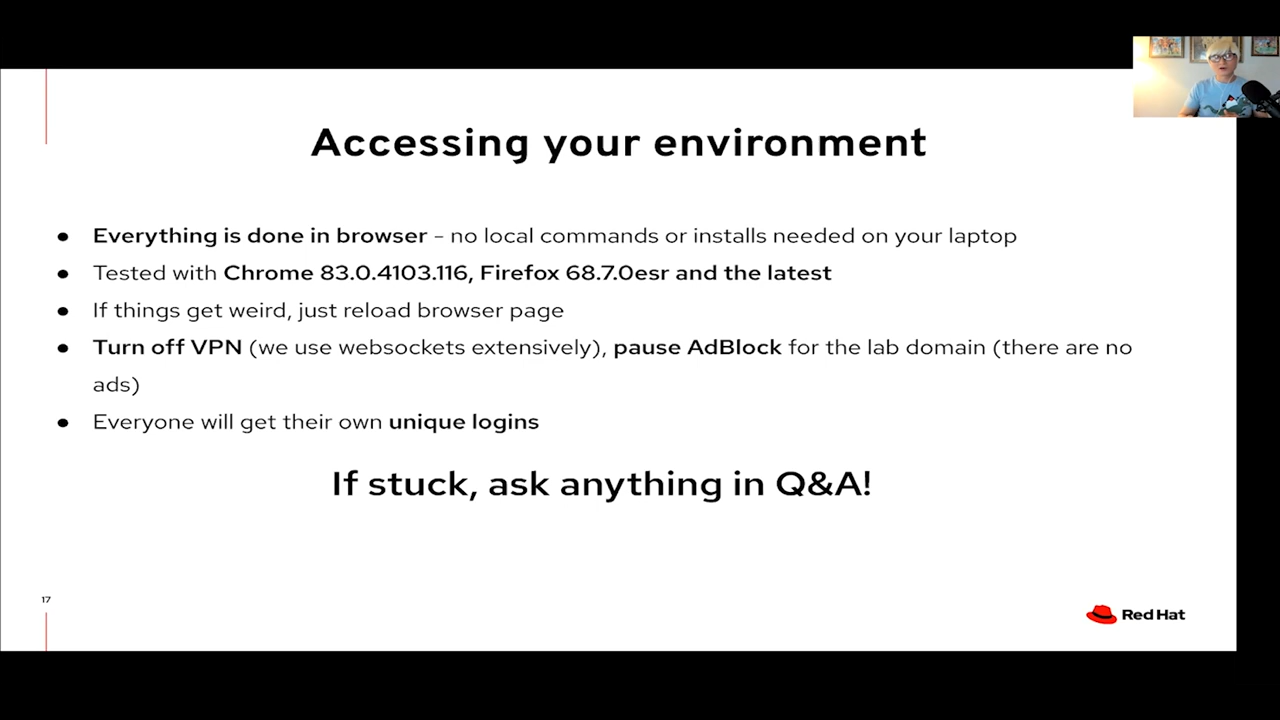 Accessing your environment
● Everything is done in browser - no local commands or installs needed on your laptop
● Tested with Chrome 83.0.4103.116, Firefox 68.7.0esr and the latest
● If things get weird, just reload browser page
● Turn off VPN (we use websockets extensively), pause AdBlock for the lab domain (there are no
ads)
● Everyone will get their own unique logins
If stuck, ask anything in Q&A!
17
Red Hat